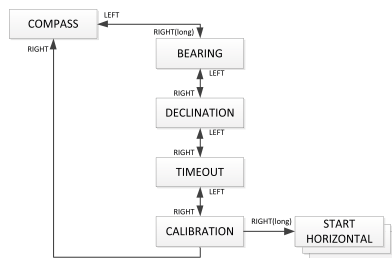 COMPASS
LEFT
RIGHT(long)
RIGHT
BEARING
LEFT
RIGHT
DECLINATION
LEFT
RIGHT
TIMEOUT
LEFT
RIGHT
CALIBRATION
RIGHT(long)
START
HORIZONTAL